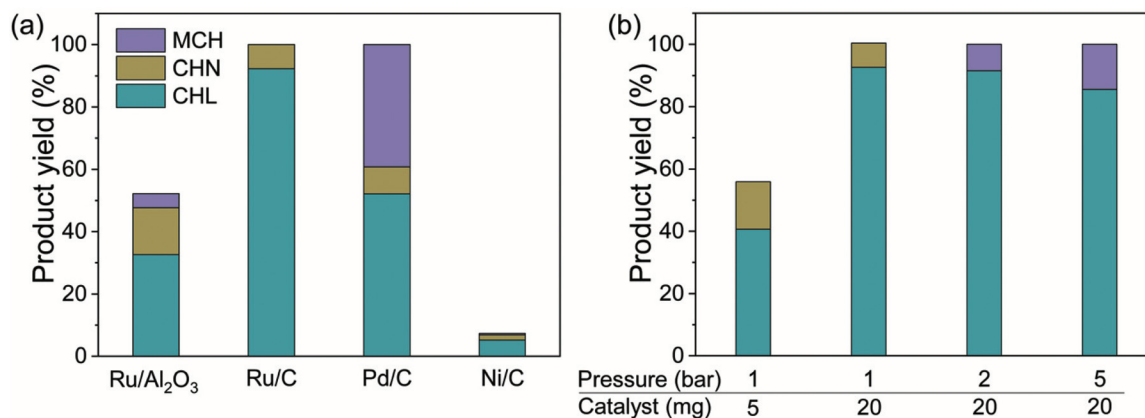 (a)
MCH
CHN
CHL
Product yield (%)
100
80
60
40
20
0
Ru/Al₂O₃ Ru/C Pd/C Ni/C
(b)
Product yield (%)
100
80
60
40
20
0
Pressure (bar) 1 1 2 5
Catalyst (mg) 5 20 20 20